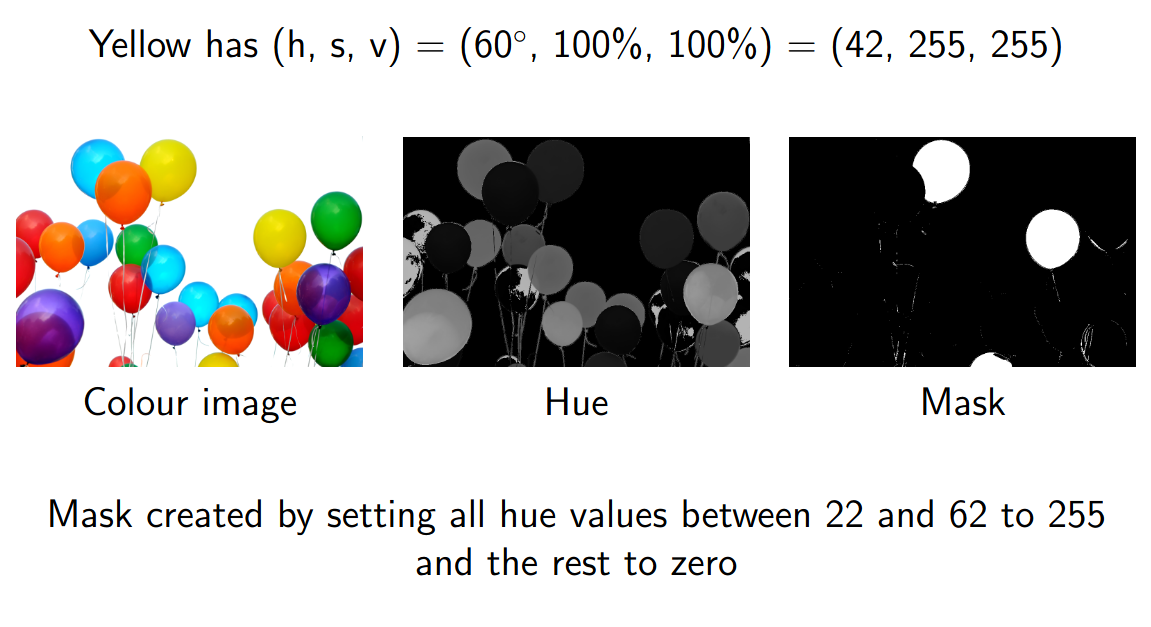 Yellow has (h, s, v) = (60°, 100%, 100%) = (42, 255, 255)
Colour image
Hue
Mask
Mask created by setting all hue values between 22 and 62 to 255
and the rest to zero